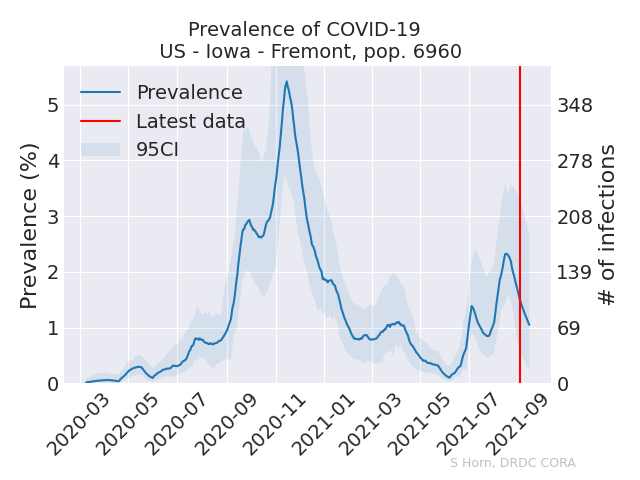 Prevalence of COVID-19
US - Iowa - Fremont, pop. 6960
Prevalence (%)
5
4
3
2
1
0
Prevalence
Latest data
95CI
348
278
208
139
69
0
# of infections
2020-03
2020-05
2020-07
2020-09
2020-11
2021-01
2021-03
2021-05
2021-07
2021-09
S Horn, DRDC CORA